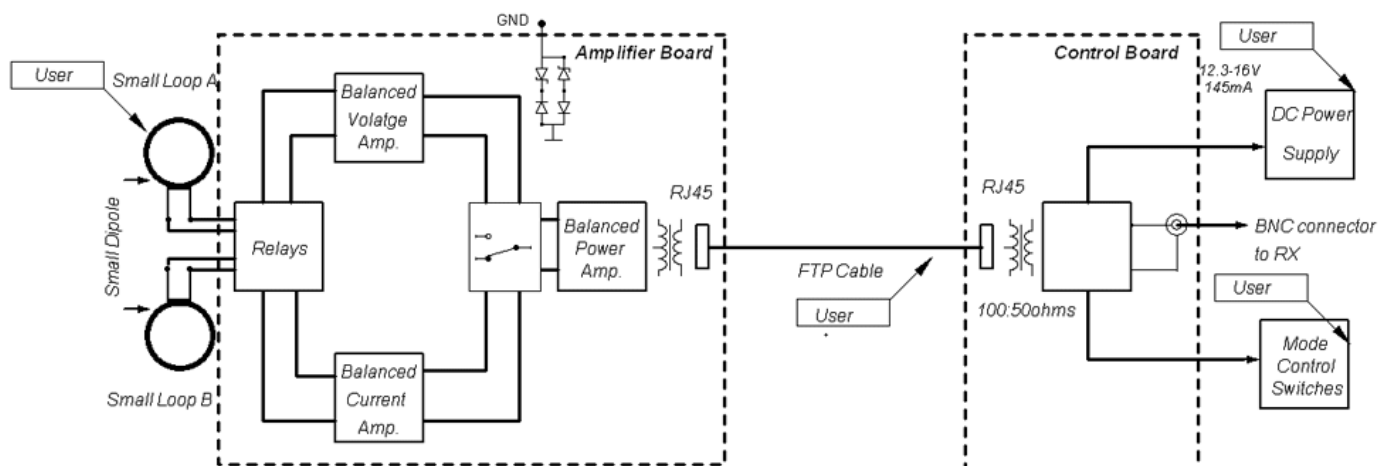 GND
Amplifier Board
Control Board
User
User
Small Loop A
12.3-16V
145mA
Balanced
Volatge
Amp.
DC Power
Supply
RJ45
RJ45
Small Dipole
Relays
Balanced
Power
Amp.
BNC connector
to RX
FTP Cable
User
100:50ohms
User
Balanced
Current
Amp.
Mode
Control
Switches
Small Loop B